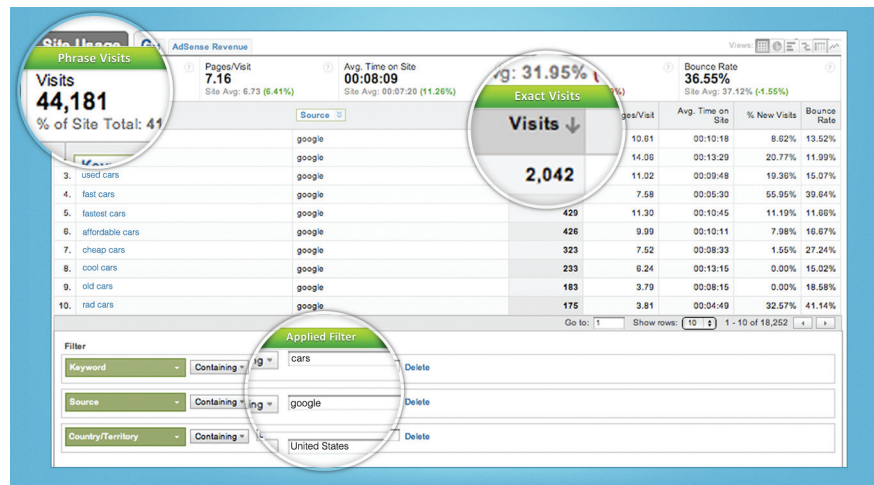 Site Usage AdSense Revenue Views:
Phrase Visits
Visits
44,181
% of Site Total: 41
Pages/Visit
7.16
Site Avg: 6.73 (6.41%)
Avg. Time on Site
00:08:09
Site Avg: 00:07:20 (11.26%)
vg: 31.95%
Bounce Rate
36.55%
Site Avg: 37.12% (-1.55%)
Exact Visits
Visits ↓
2,042
Source ges/Visit Avg. Time on Site % New Visits Bounce Rate
google 10.61 00:10:18 8.62% 13.52%
google 14.06 00:13:29 20.77% 11.99%
3. used cars google 11.02 00:09:48 19.36% 15.07%
4. fast cars google 7.58 00:05:30 55.95% 39.64%
5. fastest cars google 429 11.30 00:10:45 11.19% 11.66%
6. affordable cars google 426 9.99 00:10:11 7.98% 16.67%
7. cheap cars google 323 7.52 00:08:33 1.55% 27.24%
8. cool cars google 233 6.24 00:13:15 0.00% 15.02%
9. old cars google 183 3.79 00:08:15 0.00% 18.58%
10. rad cars google 175 3.81 00:04:49 32.57% 41.14%
Go to: 1 Show rows: 10 1 - 10 of 18,252
Applied Filter
Filter
Keyword Containing ng cars Delete
Source Containing ing google Delete
Country/Territory Containing United States Delete